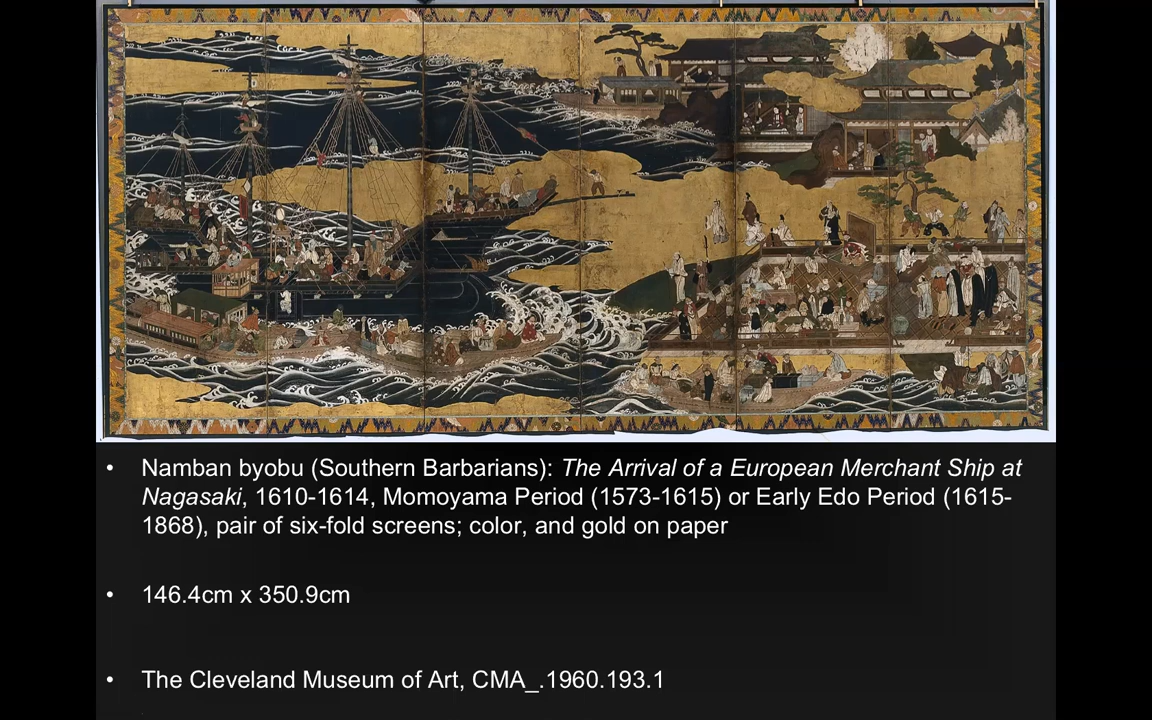 • Namban byobu (Southern Barbarians): The Arrival of a European Merchant Ship at
Nagasaki, 1610-1614, Momoyama Period (1573-1615) or Early Edo Period (1615-
1868), pair of six-fold screens; color, and gold on paper
• 146.4cm x 350.9cm
• The Cleveland Museum of Art, CMA_.1960.193.1